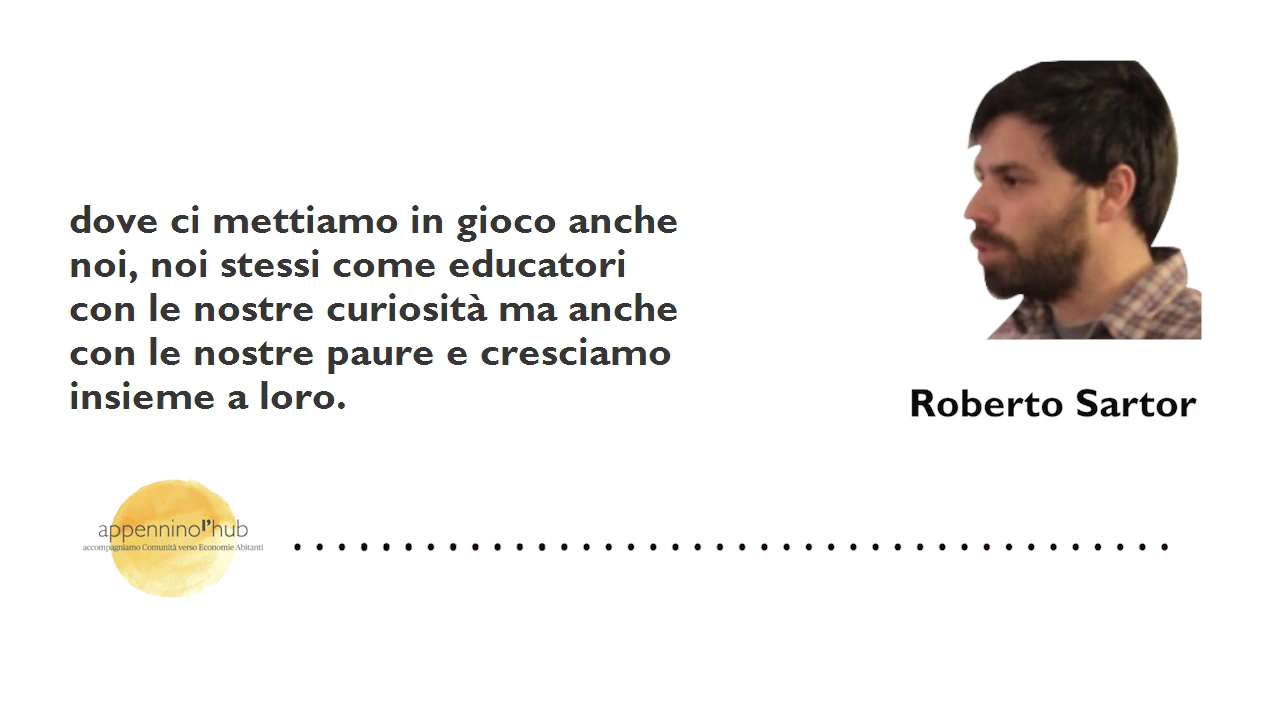 dove ci mettiamo in gioco anche
noi, noi stessi come educatori
con le nostre curiosità ma anche
con le nostre paure e cresciamo
insieme a loro.
Roberto Sartor
appenninol'hub
accompagniamo Comunità verso Economie Abitanti